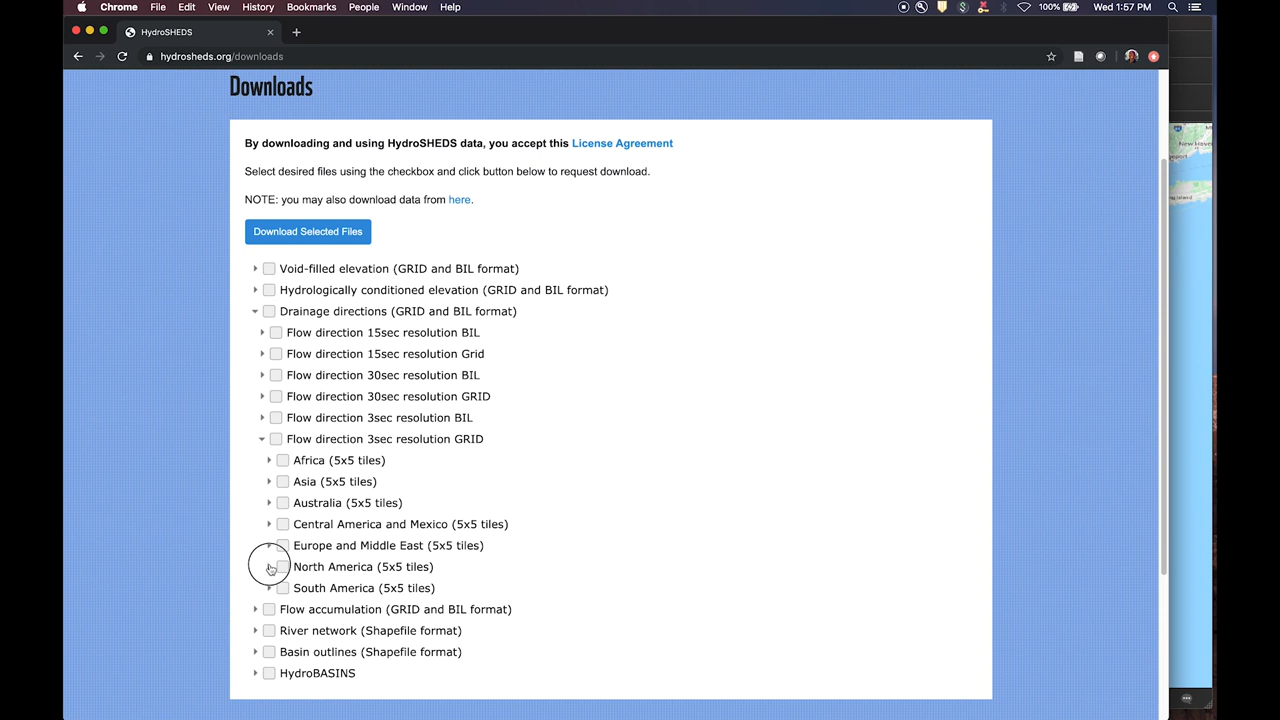 Chrome File Edit View History Bookmarks People Window Help 100% Wed 1:57 PM
HydroSHEDS
hydrosheds.org/downloads
Downloads
By downloading and using HydroSHEDS data, you accept this License Agreement
Select desired files using the checkbox and click button below to request download.
NOTE: you may also download data from here.
Download Selected Files
Void-filled elevation (GRID and BIL format)
Hydrologically conditioned elevation (GRID and BIL format)
Drainage directions (GRID and BIL format)
Flow direction 15sec resolution BIL
Flow direction 15sec resolution Grid
Flow direction 30sec resolution BIL
Flow direction 30sec resolution GRID
Flow direction 3sec resolution BIL
Flow direction 3sec resolution GRID
Africa (5x5 tiles)
Asia (5x5 tiles)
Australia (5x5 tiles)
Central America and Mexico (5x5 tiles)
Europe and Middle East (5x5 tiles)
North America (5x5 tiles)
South America (5x5 tiles)
Flow accumulation (GRID and BIL format)
River network (Shapefile format)
Basin outlines (Shapefile format)
HydroBASINS
New Haven